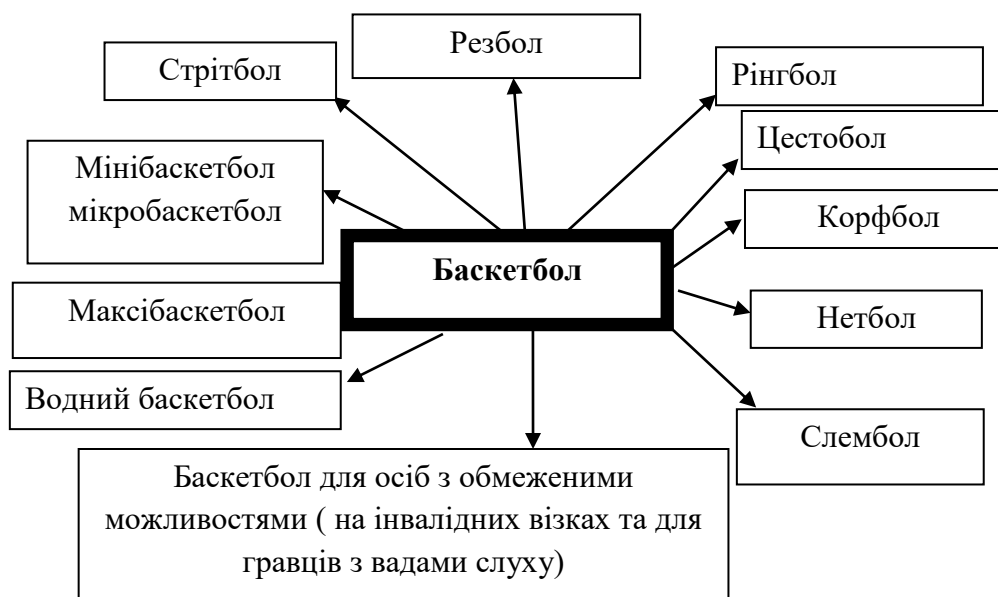 Резбол
Стрітбол
Рінгбол
Цестобол
Мінібаскетбол
мікробаскетбол
Корфбол
Баскетбол
Максібаскетбол
Нетбол
Водний баскетбол
Слембол
Баскетбол для осіб з обмеженими
можливостями ( на інвалідних візках та для
гравців з вадами слуху)